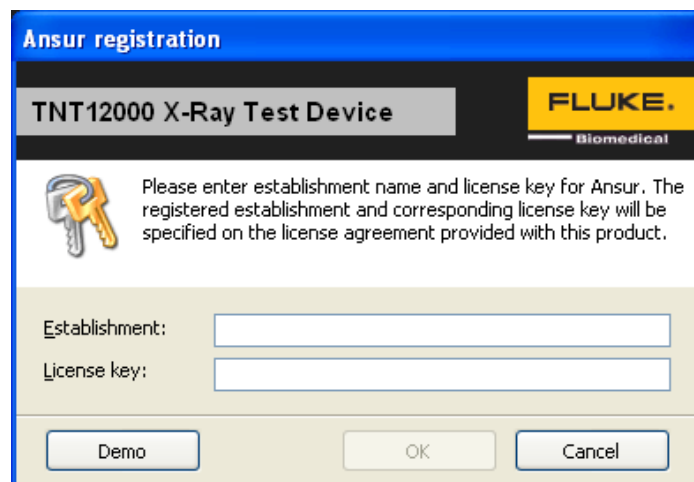 Ansur registration
TNT12000 X-Ray Test Device
FLUKE.
Biomedical
Please enter establishment name and license key for Ansur. The
registered establishment and corresponding license key will be
specified on the license agreement provided with this product.
Establishment:
License key:
Demo
OK
Cancel